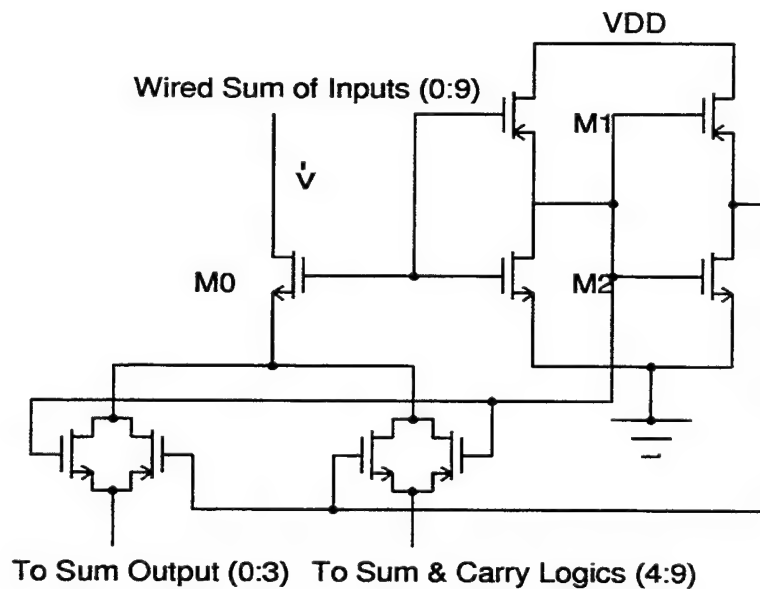 VDD
Wired Sum of Inputs (0:9)
M1
v
M0
M2
To Sum Output (0:3)
To Sum & Carry Logics (4:9)